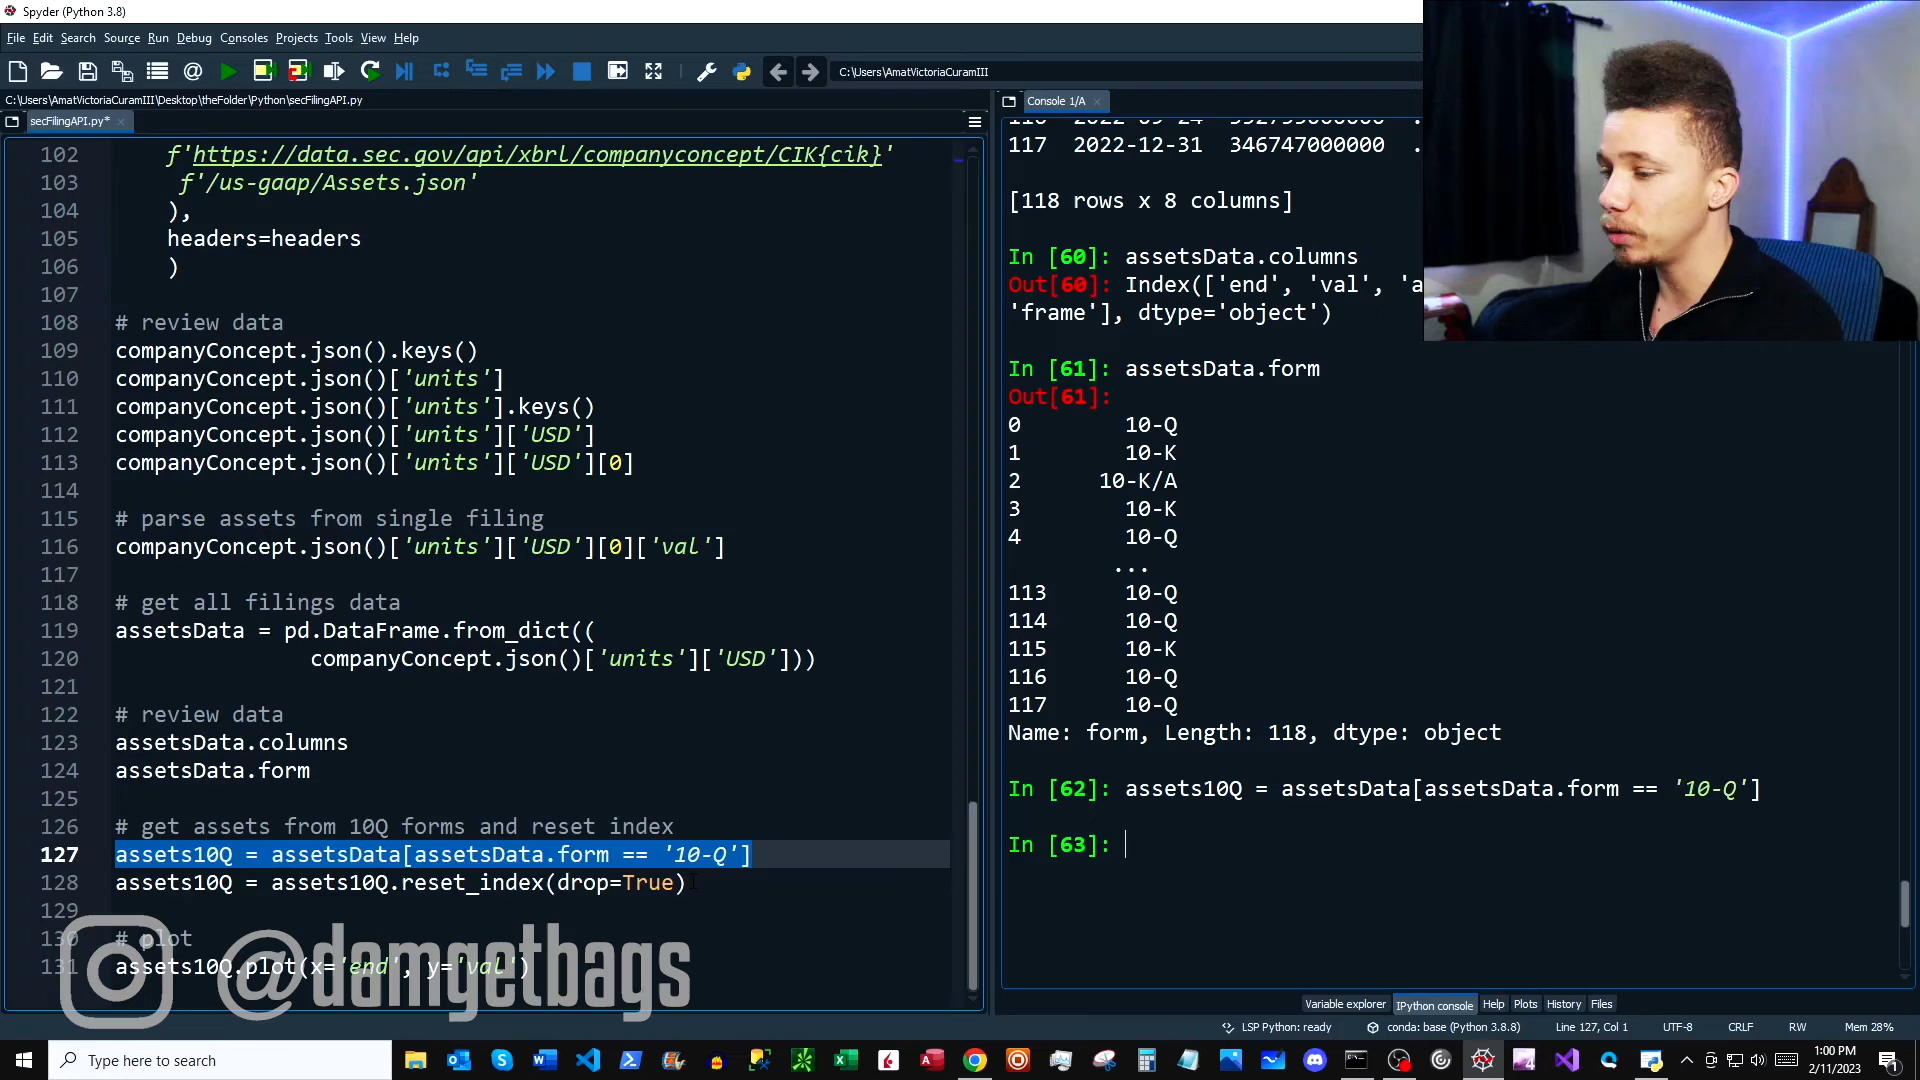 Spyder (Python 3.8)
File Edit Search Source Run Debug Consoles Projects Tools View Help
C:\Users\AmatVictoriaCuramIII
C:\Users\AmatVictoriaCuramIII\Desktop\theFolder\Python\secFilingAPI.py
secFilingAPI.py*
Console 1/A
102 f'https://data.sec.gov/api/xbrl/companyconcept/CIK{cik}'
103 f'/us-gaap/Assets.json'
104 ),
105 headers=headers
106 )
107
108 # review data
109 companyConcept.json().keys()
110 companyConcept.json()['units']
111 companyConcept.json()['units'].keys()
112 companyConcept.json()['units']['USD']
113 companyConcept.json()['units']['USD'][0]
114
115 # parse assets from single filing
116 companyConcept.json()['units']['USD'][0]['val']
117
118 # get all filings data
119 assetsData = pd.DataFrame.from_dict((
120 companyConcept.json()['units']['USD']))
121
122 # review data
123 assetsData.columns
124 assetsData.form
125
126 # get assets from 10Q forms and reset index
127 assets10Q = assetsData[assetsData.form == '10-Q']
128 assets10Q = assets10Q.reset_index(drop=True)
129
130 # plot
131 assets10Q.plot(x='end', y='val')
@damgetbags
116 2022-09-24 352755000000 .
117 2022-12-31 346747000000 .
[118 rows x 8 columns]
In [60]: assetsData.columns
Out[60]: Index(['end', 'val', 'a
'frame'], dtype='object')
In [61]: assetsData.form
Out[61]:
0 10-Q
1 10-K
2 10-K/A
3 10-K
4 10-Q
...
113 10-Q
114 10-Q
115 10-K
116 10-Q
117 10-Q
Name: form, Length: 118, dtype: object
In [62]: assets10Q = assetsData[assetsData.form == '10-Q']
In [63]:
Variable explorer IPython console Help Plots History Files
LSP Python: ready conda: base (Python 3.8.8) Line 127, Col 1 UTF-8 CRLF RW Mem 28%
Type here to search
1:00 PM
2/11/2023